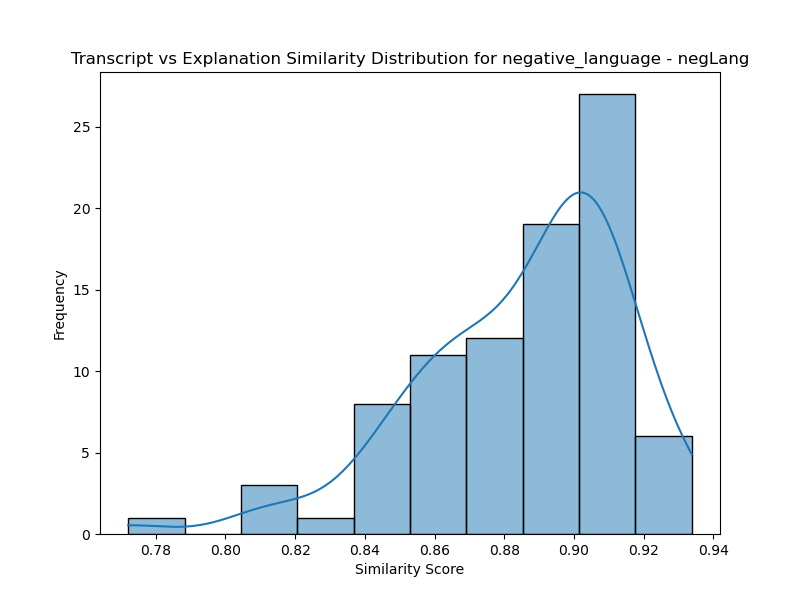 Transcript vs Explanation Similarity Distribution for negative_language - negLang
25
20
15
10
5
0
Frequency
0.78 0.80 0.82 0.84 0.86 0.88 0.90 0.92 0.94
Similarity Score